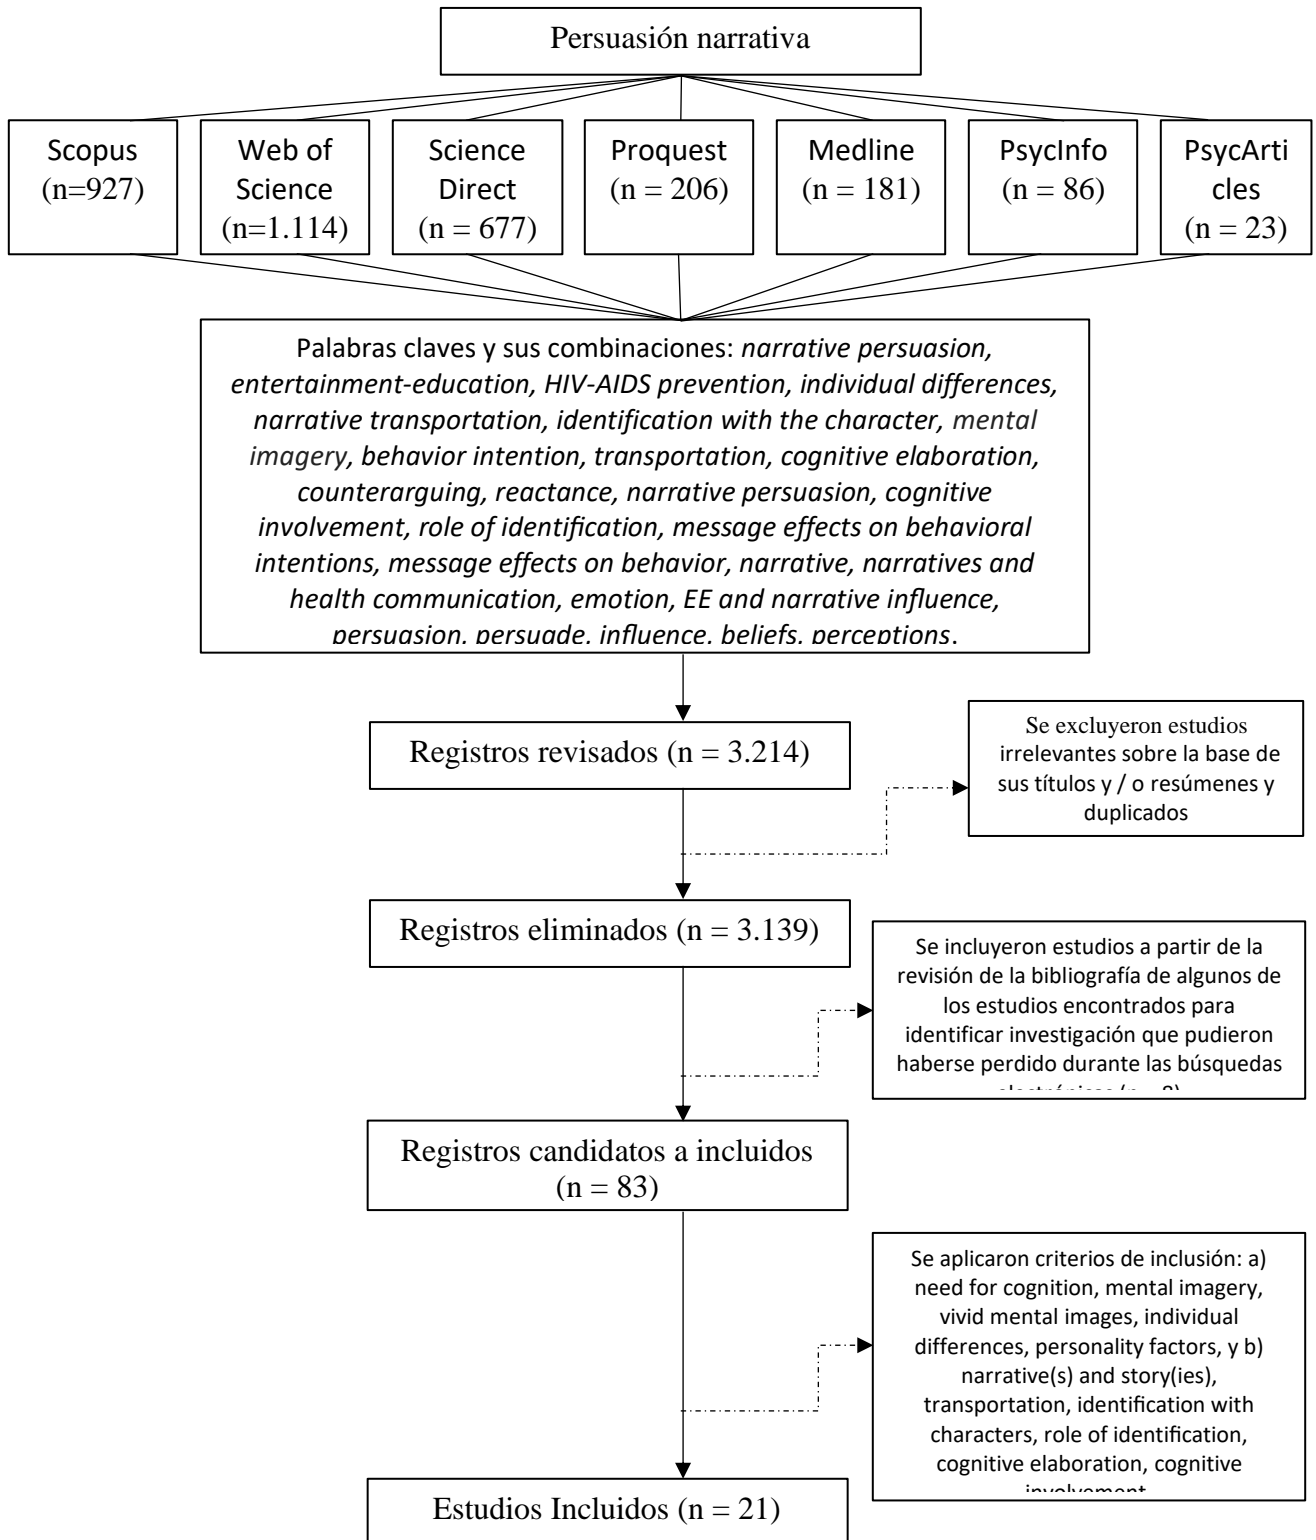 Persuasión narrativa
Scopus
(n=927)
Web of
Science
(n=1.114)
Science
Direct
(n = 677)
Proquest
(n = 206)
Medline
(n = 181)
PsycInfo
(n = 86)
PsycArti
cles
(n = 23)
Palabras claves y sus combinaciones: narrative persuasion,
entertainment-education, HIV-AIDS prevention, individual differences,
narrative transportation, identification with the character, mental
imagery, behavior intention, transportation, cognitive elaboration,
counterarguing, reactance, narrative persuasion, cognitive
involvement, role of identification, message effects on behavioral
intentions, message effects on behavior, narrative, narratives and
health communication, emotion, EE and narrative influence,
persuasion, persuade, influence, beliefs, perceptions.
Registros revisados (n = 3.214)
Se excluyeron estudios
irrelevantes sobre la base de
sus títulos y / o resúmenes y
duplicados
Registros eliminados (n = 3.139)
Se incluyeron estudios a partir de la
revisión de la bibliografía de algunos de
los estudios encontrados para
identificar investigación que pudieron
haberse perdido durante las búsquedas
Registros candidatos a incluidos
(n = 83)
Se aplicaron criterios de inclusión: a)
need for cognition, mental imagery,
vivid mental images, individual
differences, personality factors, y b)
narrative(s) and story(ies),
transportation, identification with
characters, role of identification,
cognitive elaboration, cognitive
Estudios Incluidos (n = 21)